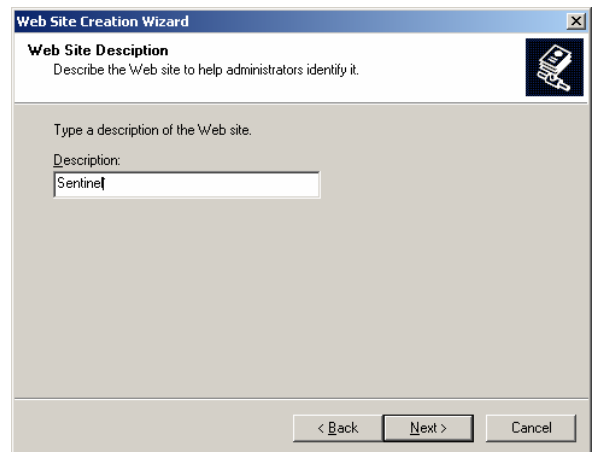 Web Site Creation Wizard
Web Site Desciption
Describe the Web site to help administrators identify it.
Type a description of the Web site.
Description:
Sentinel
< Back Next > Cancel